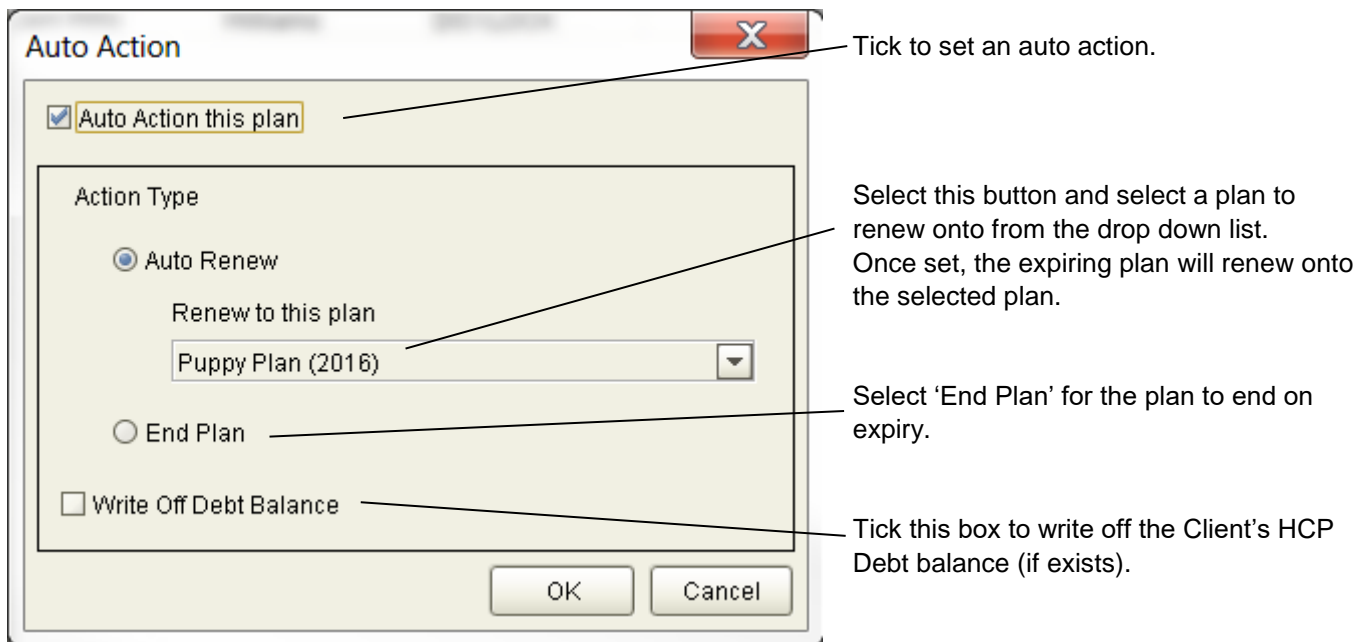 Auto Action
Tick to set an auto action.
Auto Action this plan
Action Type
Select this button and select a plan to
renew onto from the drop down list.
Once set, the expiring plan will renew onto
the selected plan.
Auto Renew
Renew to this plan
Puppy Plan (2016)
Select ‘End Plan’ for the plan to end on
expiry.
End Plan
Write Off Debt Balance
Tick this box to write off the Client’s HCP
Debt balance (if exists).
OK
Cancel